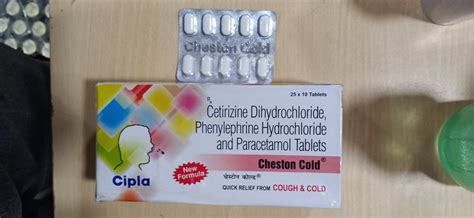 Cheston Cold
25 x 10 Tablets
Cetirizine Dihydrochloride,
Phenylephrine Hydrochloride
and Paracetamol Tablets
Cheston Cold®
चेस्टोन कोल्ड®
New
Formula
Cipla
QUICK RELIEF FROM COUGH & COLD